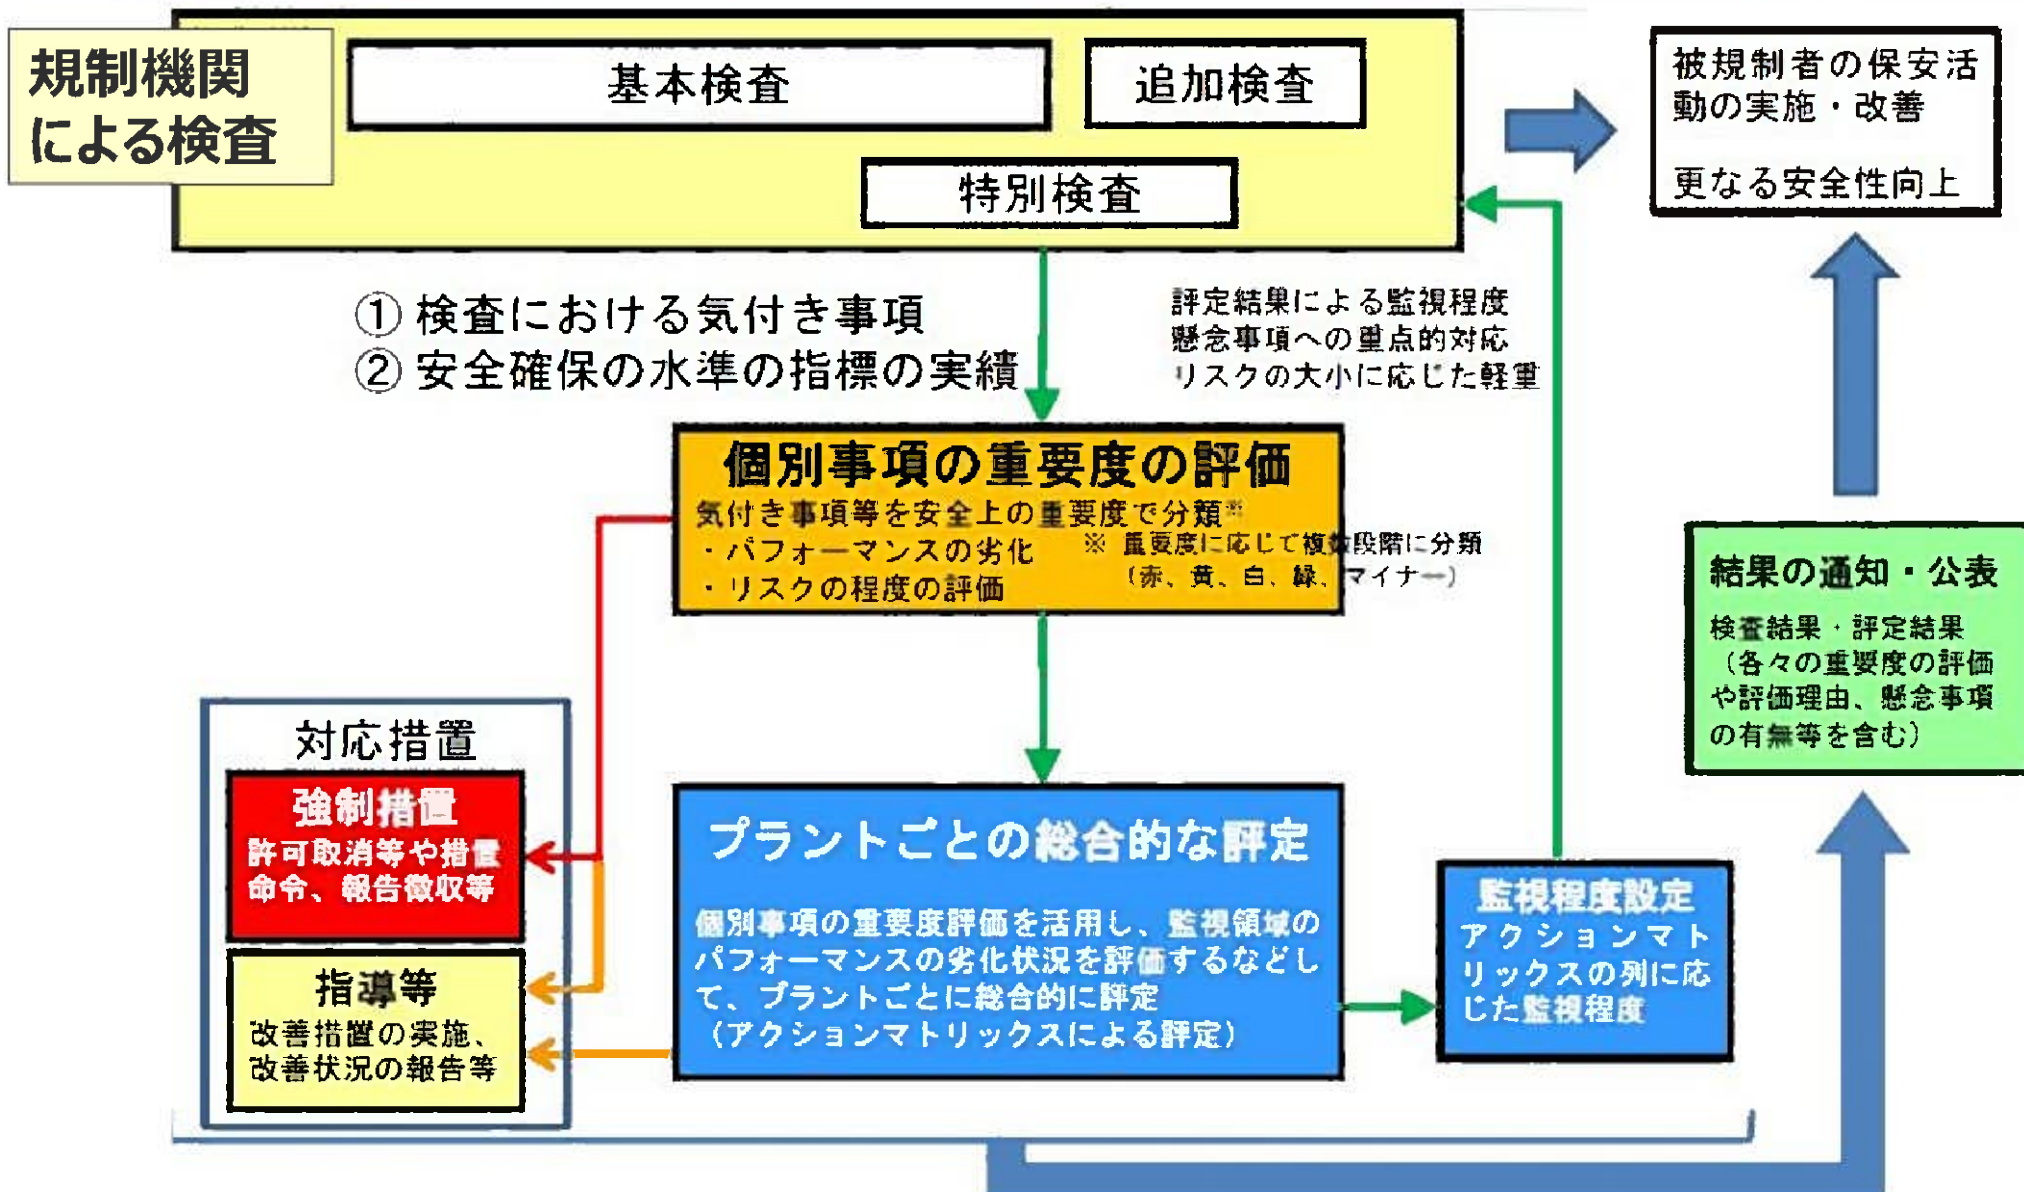 規制機関
による検査
基本検査
追加検査
特別検査
被規制者の保安活
動の実施・改善
更なる安全性向上
① 検査における気付き事項
② 安全確保の水準の指標の実績
評定結果による監視程度
懸念事項への重点的対応
リスクの大小に応じた軽重
個別事項の重要度の評価
気付き事項等を安全上の重要度で分類※
・パフォーマンスの劣化
・リスクの程度の評価
※ 重要度に応じて複数段階に分類
（赤、黄、白、緑、マイナー）
結果の通知・公表
検査結果・評定結果
（各々の重要度の評価
や評価理由、懸念事項
の有無等を含む）
対応措置
強制措置
許可取消等や措置
命令、報告徴収等
指導等
改善措置の実施、
改善状況の報告等
プラントごとの総合的な評定
個別事項の重要度評価を活用し、監視領域の
パフォーマンスの劣化状況を評価するなどし
て、プラントごとに総合的に評定
（アクションマトリックスによる評定）
監視程度設定
アクションマト
リックスの列に応
じた監視程度